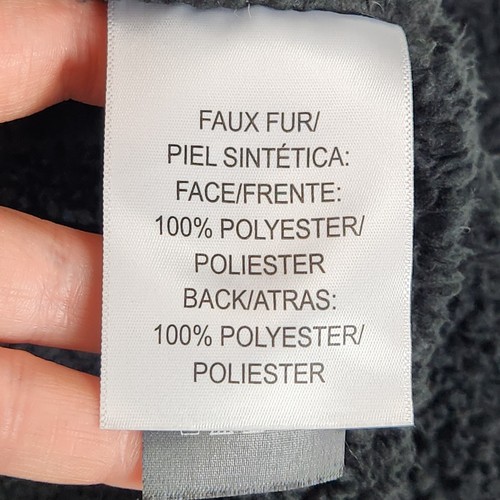 FAUX FUR/
PIEL SINTÉTICA:
FACE/FRENTE:
100% POLYESTER/
POLIESTER
BACK/ATRAS:
100% POLYESTER/
POLIESTER